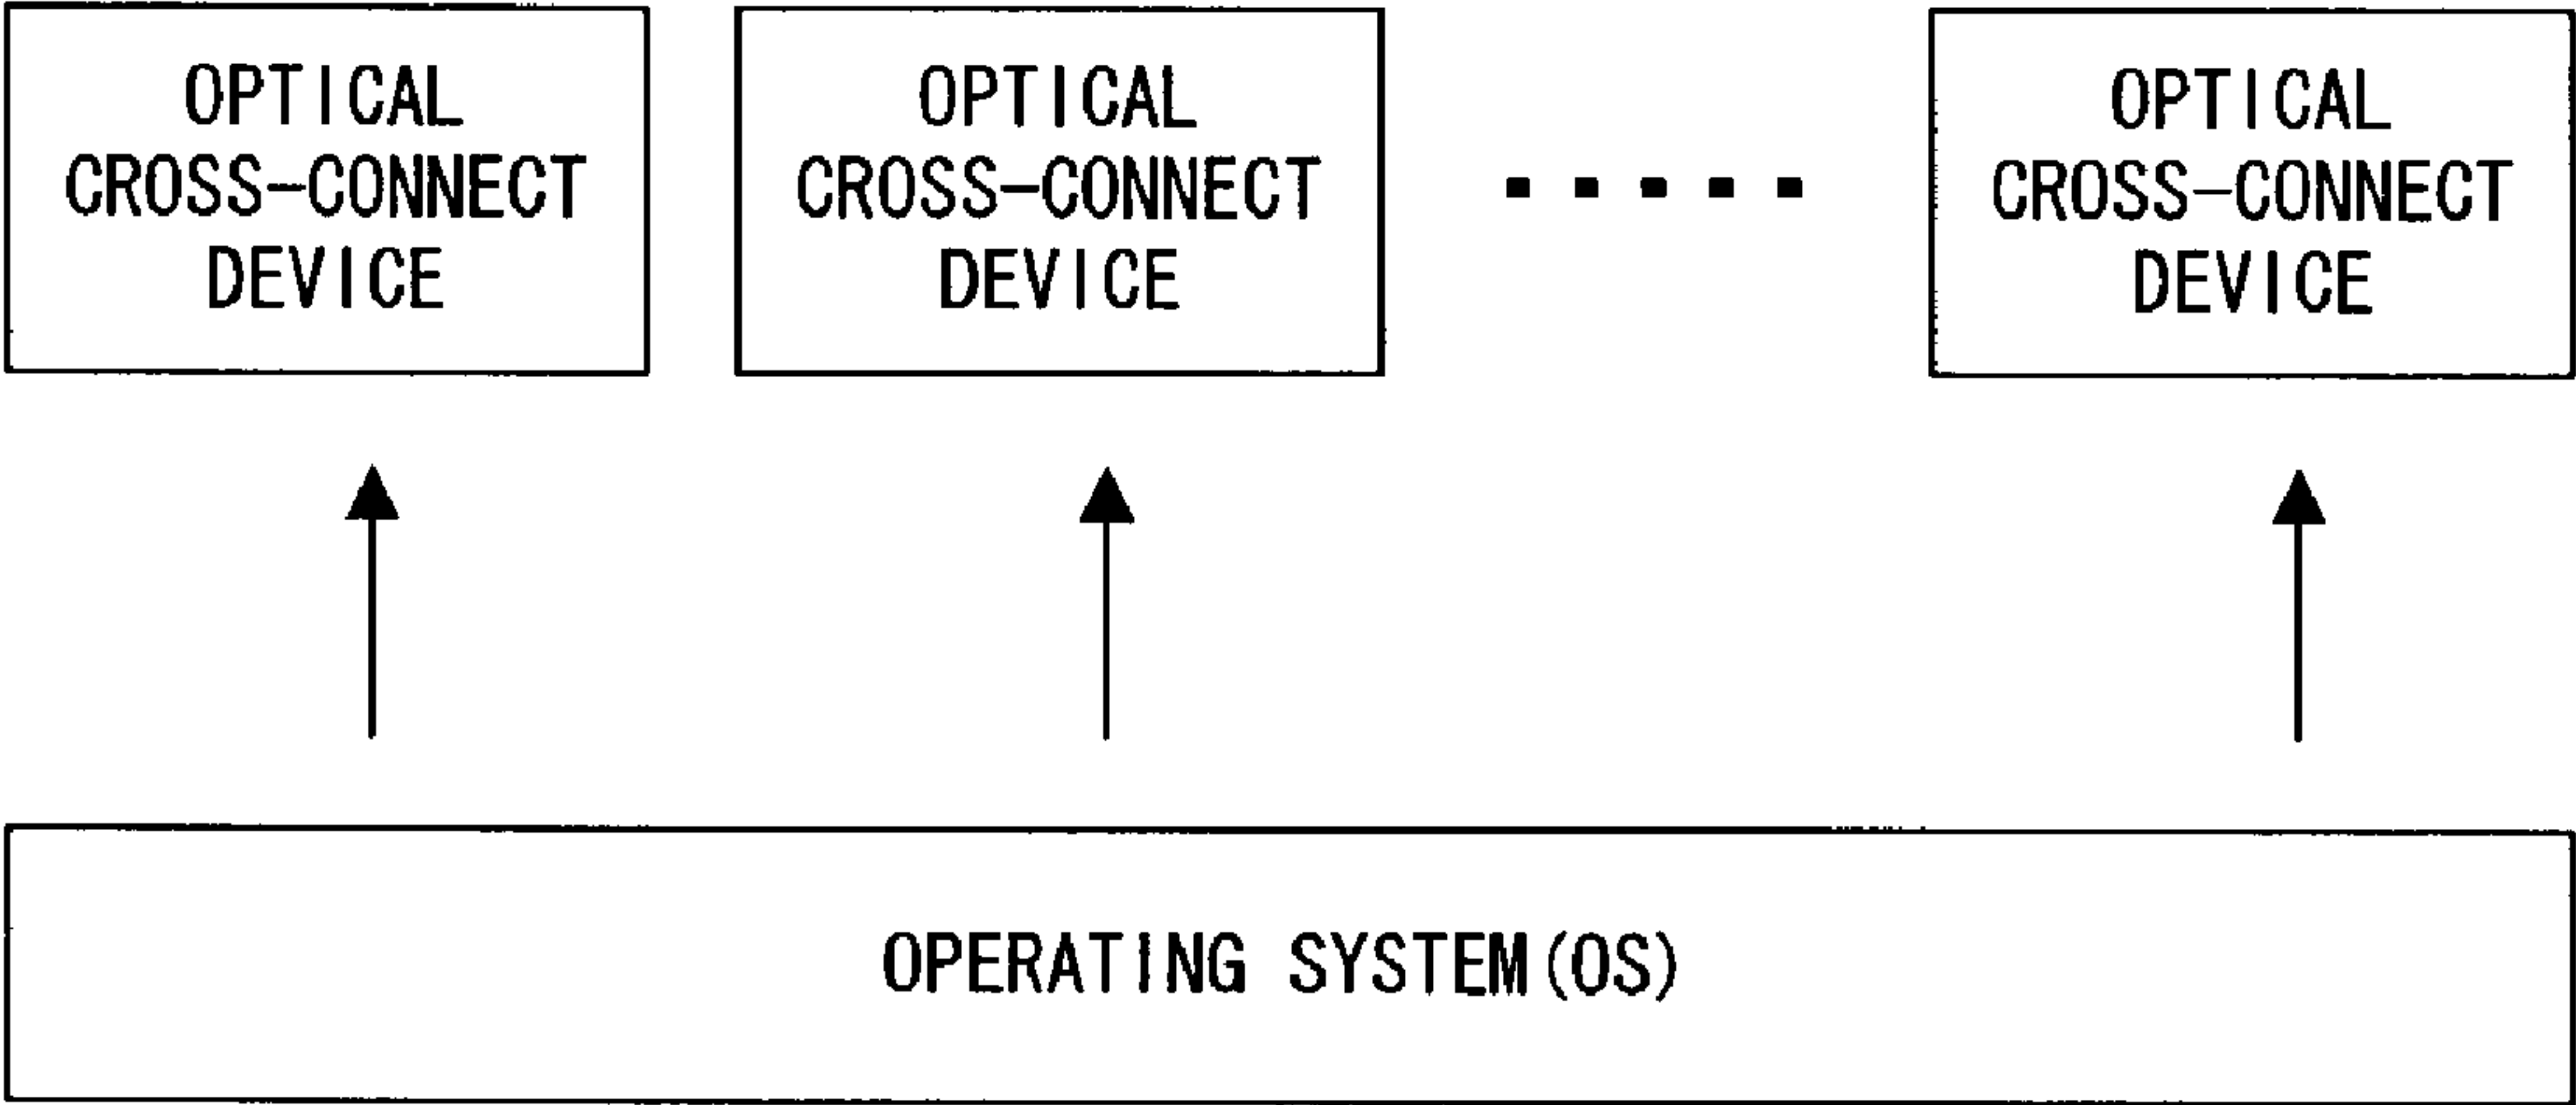 OPTICAL
CROSS-CONNECT
DEVICE
OPTICAL
CROSS-CONNECT
DEVICE
OPTICAL
CROSS-CONNECT
DEVICE
OPERATING SYSTEM(OS)